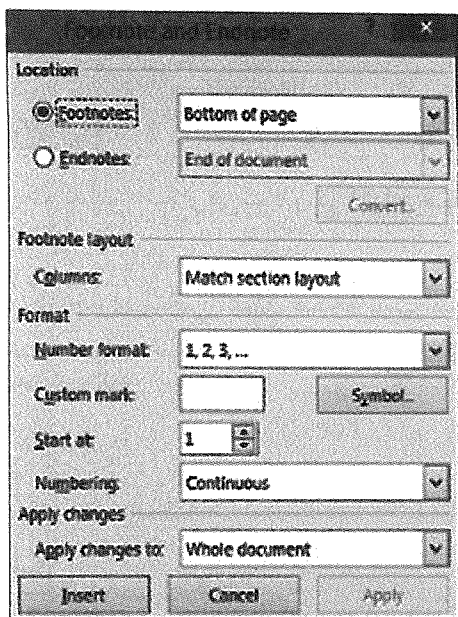 Footnote and Endnote ? ×
Location
Footnotes: Bottom of page
Endnotes: End of document
Convert...
Footnote layout
Columns: Match section layout
Format
Number format: 1, 2, 3, ...
Custom mark: Symbol...
Start at: 1
Numbering: Continuous
Apply changes
Apply changes to: Whole document
Insert Cancel Apply